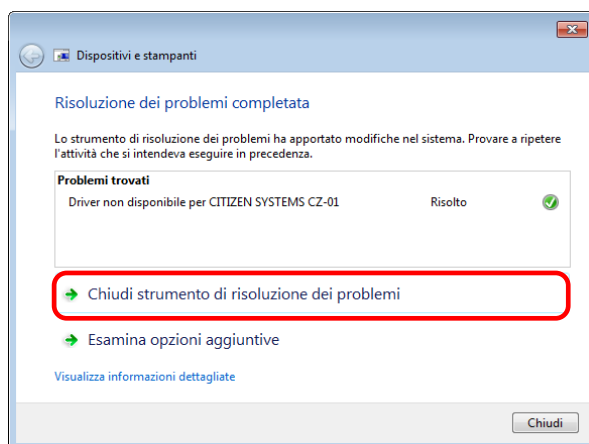 Dispositivi e stampanti
Risoluzione dei problemi completata
Lo strumento di risoluzione dei problemi ha apportato modifiche nel sistema. Provare a ripetere
l'attività che si intendeva eseguire in precedenza.
Problemi trovati
Driver non disponibile per CITIZEN SYSTEMS CZ-01 Risolto
Chiudi strumento di risoluzione dei problemi
Esamina opzioni aggiuntive
Visualizza informazioni dettagliate
Chiudi